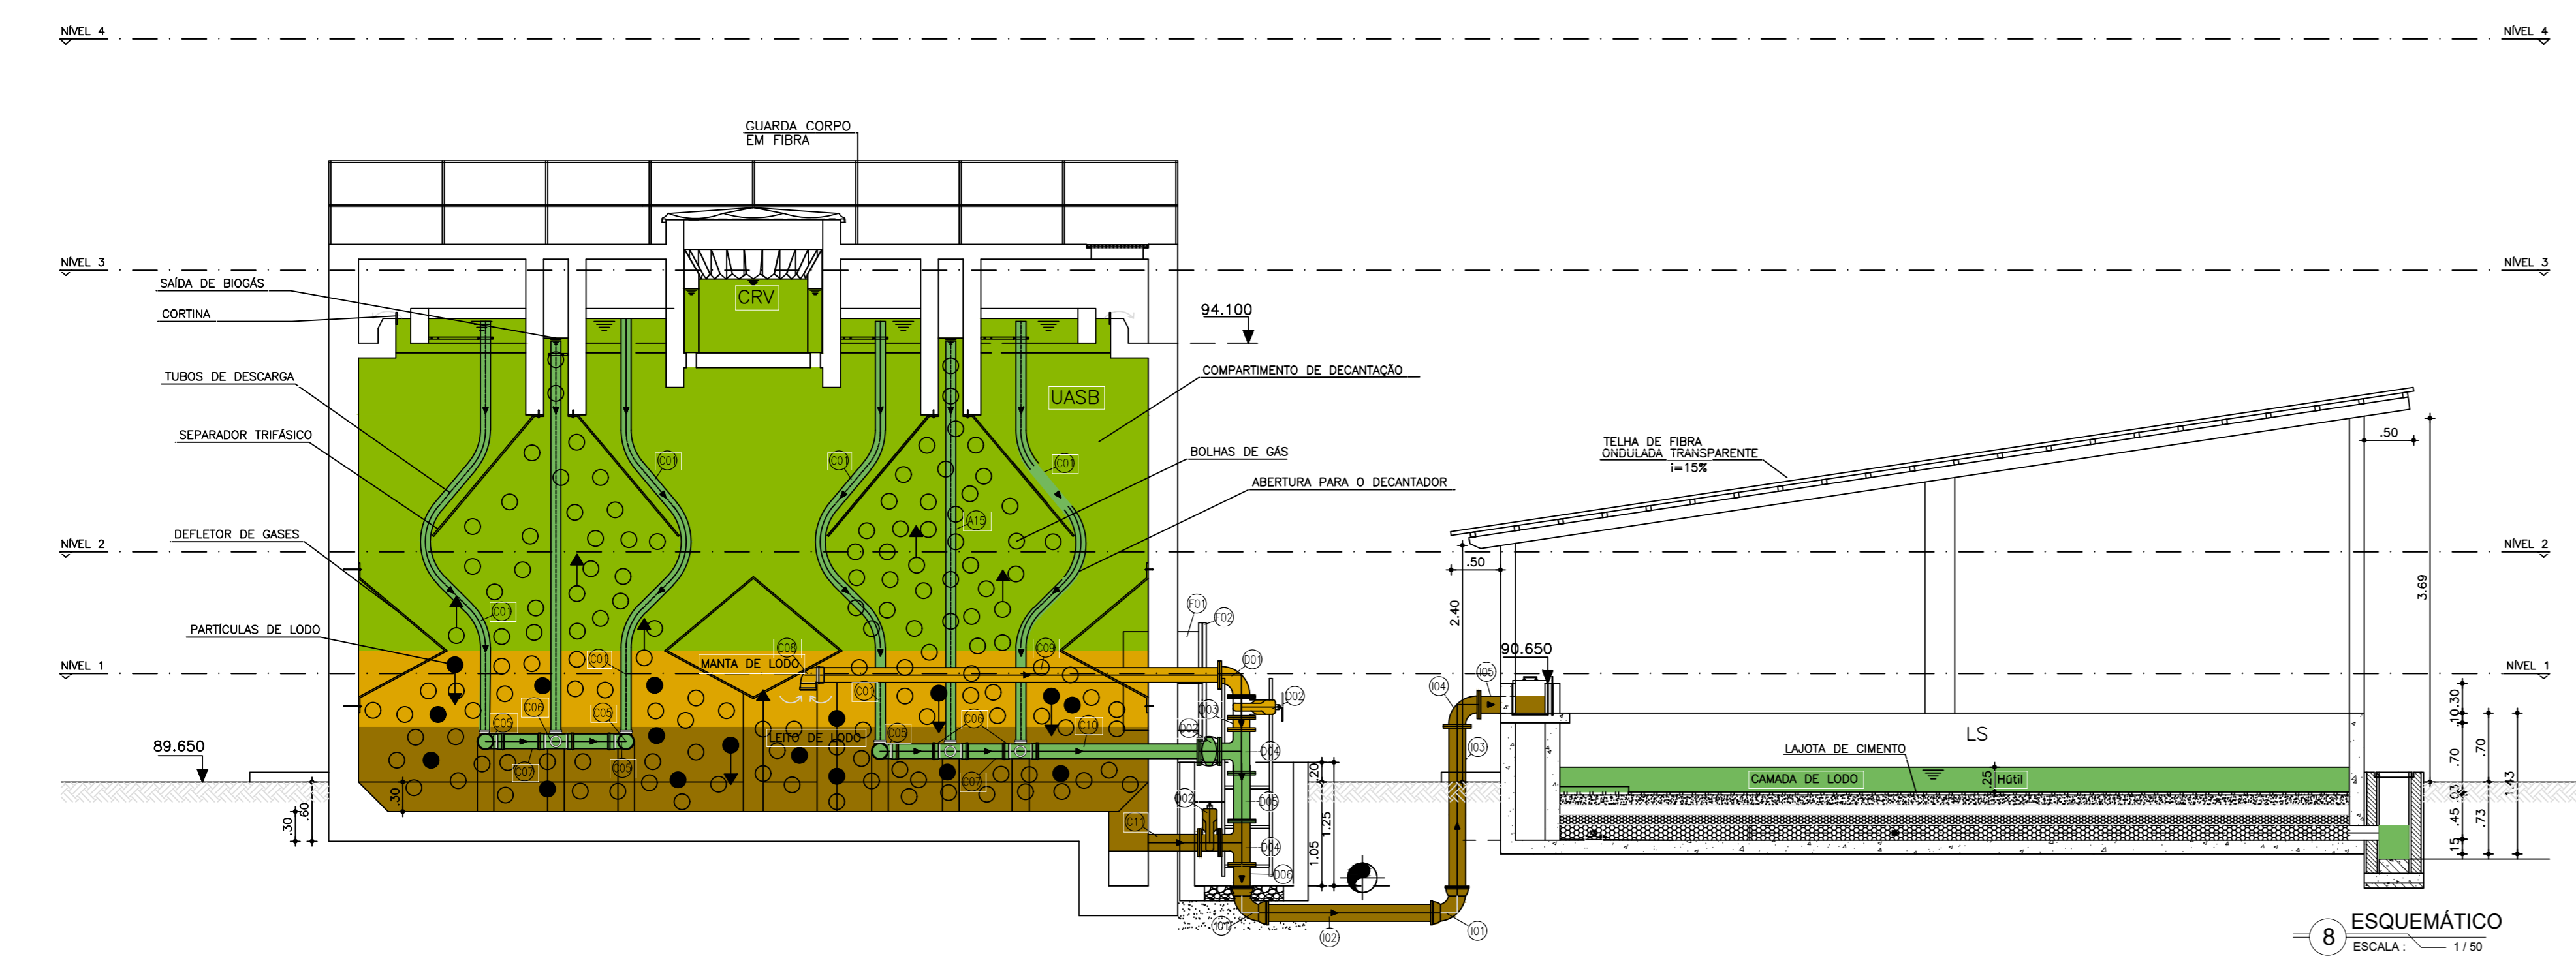 NÍVEL 4
NÍVEL 4
GUARDA CORPO
EM FIBRA
NÍVEL 3
NÍVEL 3
SAÍDA DE BIOGÁS
CRV
CORTINA
94.100
TUBOS DE DESCARGA
COMPARTIMENTO DE DECANTAÇÃO
UASB
SEPARADOR TRIFÁSICO
TELHA DE FIBRA
ONDULADA TRANSPARENTE
i=15%
.50
BOLHAS DE GÁS
C01
C01
C01
ABERTURA PARA O DECANTADOR
A15
DEFLETOR DE GASES
NÍVEL 2
NÍVEL 2
.50
2.40
3.69
C01
F01
F02
PARTÍCULAS DE LODO
C08
C09
C01
MANTA DE LODO
D01
NÍVEL 1
NÍVEL 1
90.650
I05
I04
C01
D02
.30
.10
C06
C05
C05
C06
D03
D02
C05
C10
LEITO DE LODO
D04
I03
LS
LAJOTA DE CIMENTO
.70
.70
1.43
89.650
C07
C05
C07
.20
CAMADA DE LODO
.25
Hútil
.03
.30
.30
.60
D02
D05
1.25
C11
.45
.73
D04
1.05
15
D06
I01
I02
I01
8
ESQUEMÁTICO
ESCALA :
1 / 50